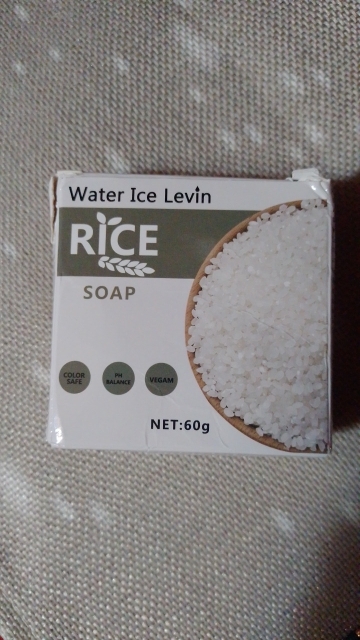 Water Ice Levin
RICE
SOAP
COLOR
SAFE
PH
BALANCE
VEGAM
NET:60g